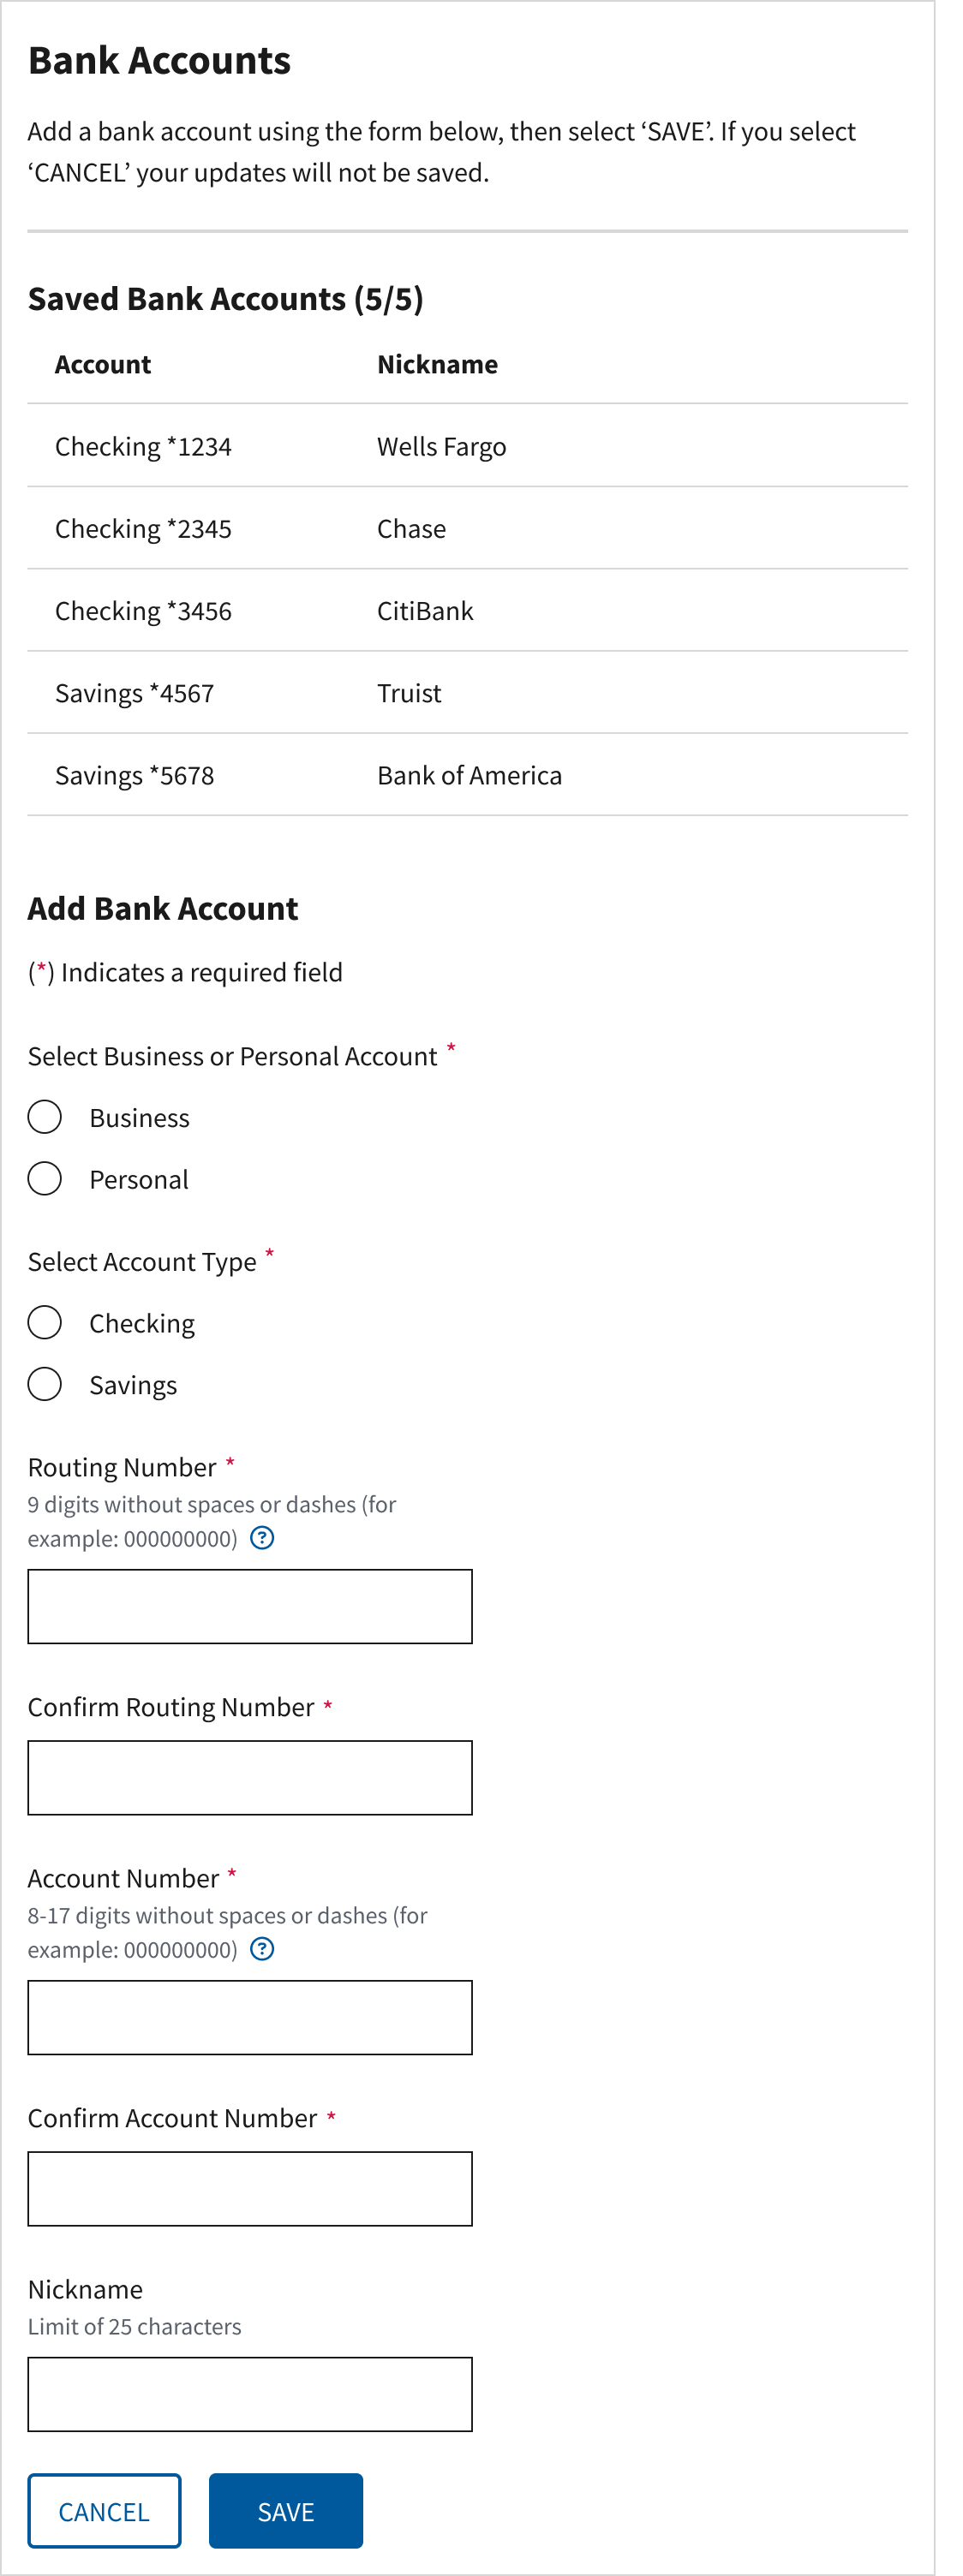 Bank Accounts
Add a bank account using the form below, then select ‘SAVE’. If you select
‘CANCEL’ your updates will not be saved.
Saved Bank Accounts (5/5)
Account Nickname
Checking *1234 Wells Fargo
Checking *2345 Chase
Checking *3456 CitiBank
Savings *4567 Truist
Savings *5678 Bank of America
Add Bank Account
(*) Indicates a required field
Select Business or Personal Account *
Business
Personal
Select Account Type *
Checking
Savings
Routing Number *
9 digits without spaces or dashes (for
example: 000000000) ?
Confirm Routing Number *
Account Number *
8-17 digits without spaces or dashes (for
example: 000000000) ?
Confirm Account Number *
Nickname
Limit of 25 characters
CANCEL SAVE